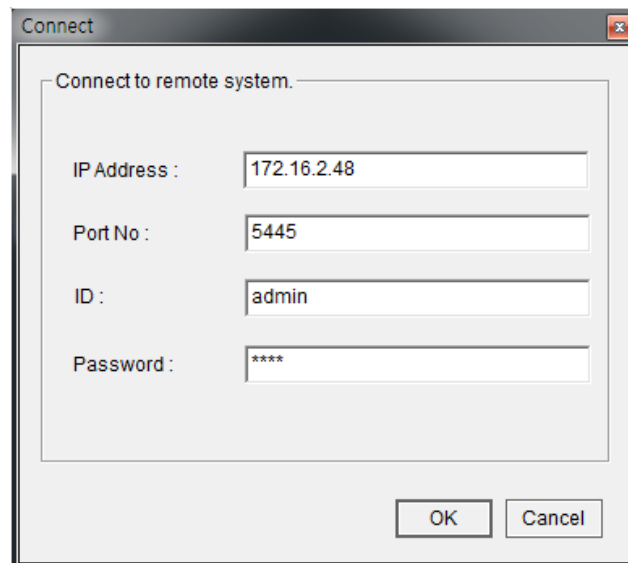 Connect
Connect to remote system.
IP Address : 172.16.2.48
Port No : 5445
ID : admin
Password : ****
OK Cancel